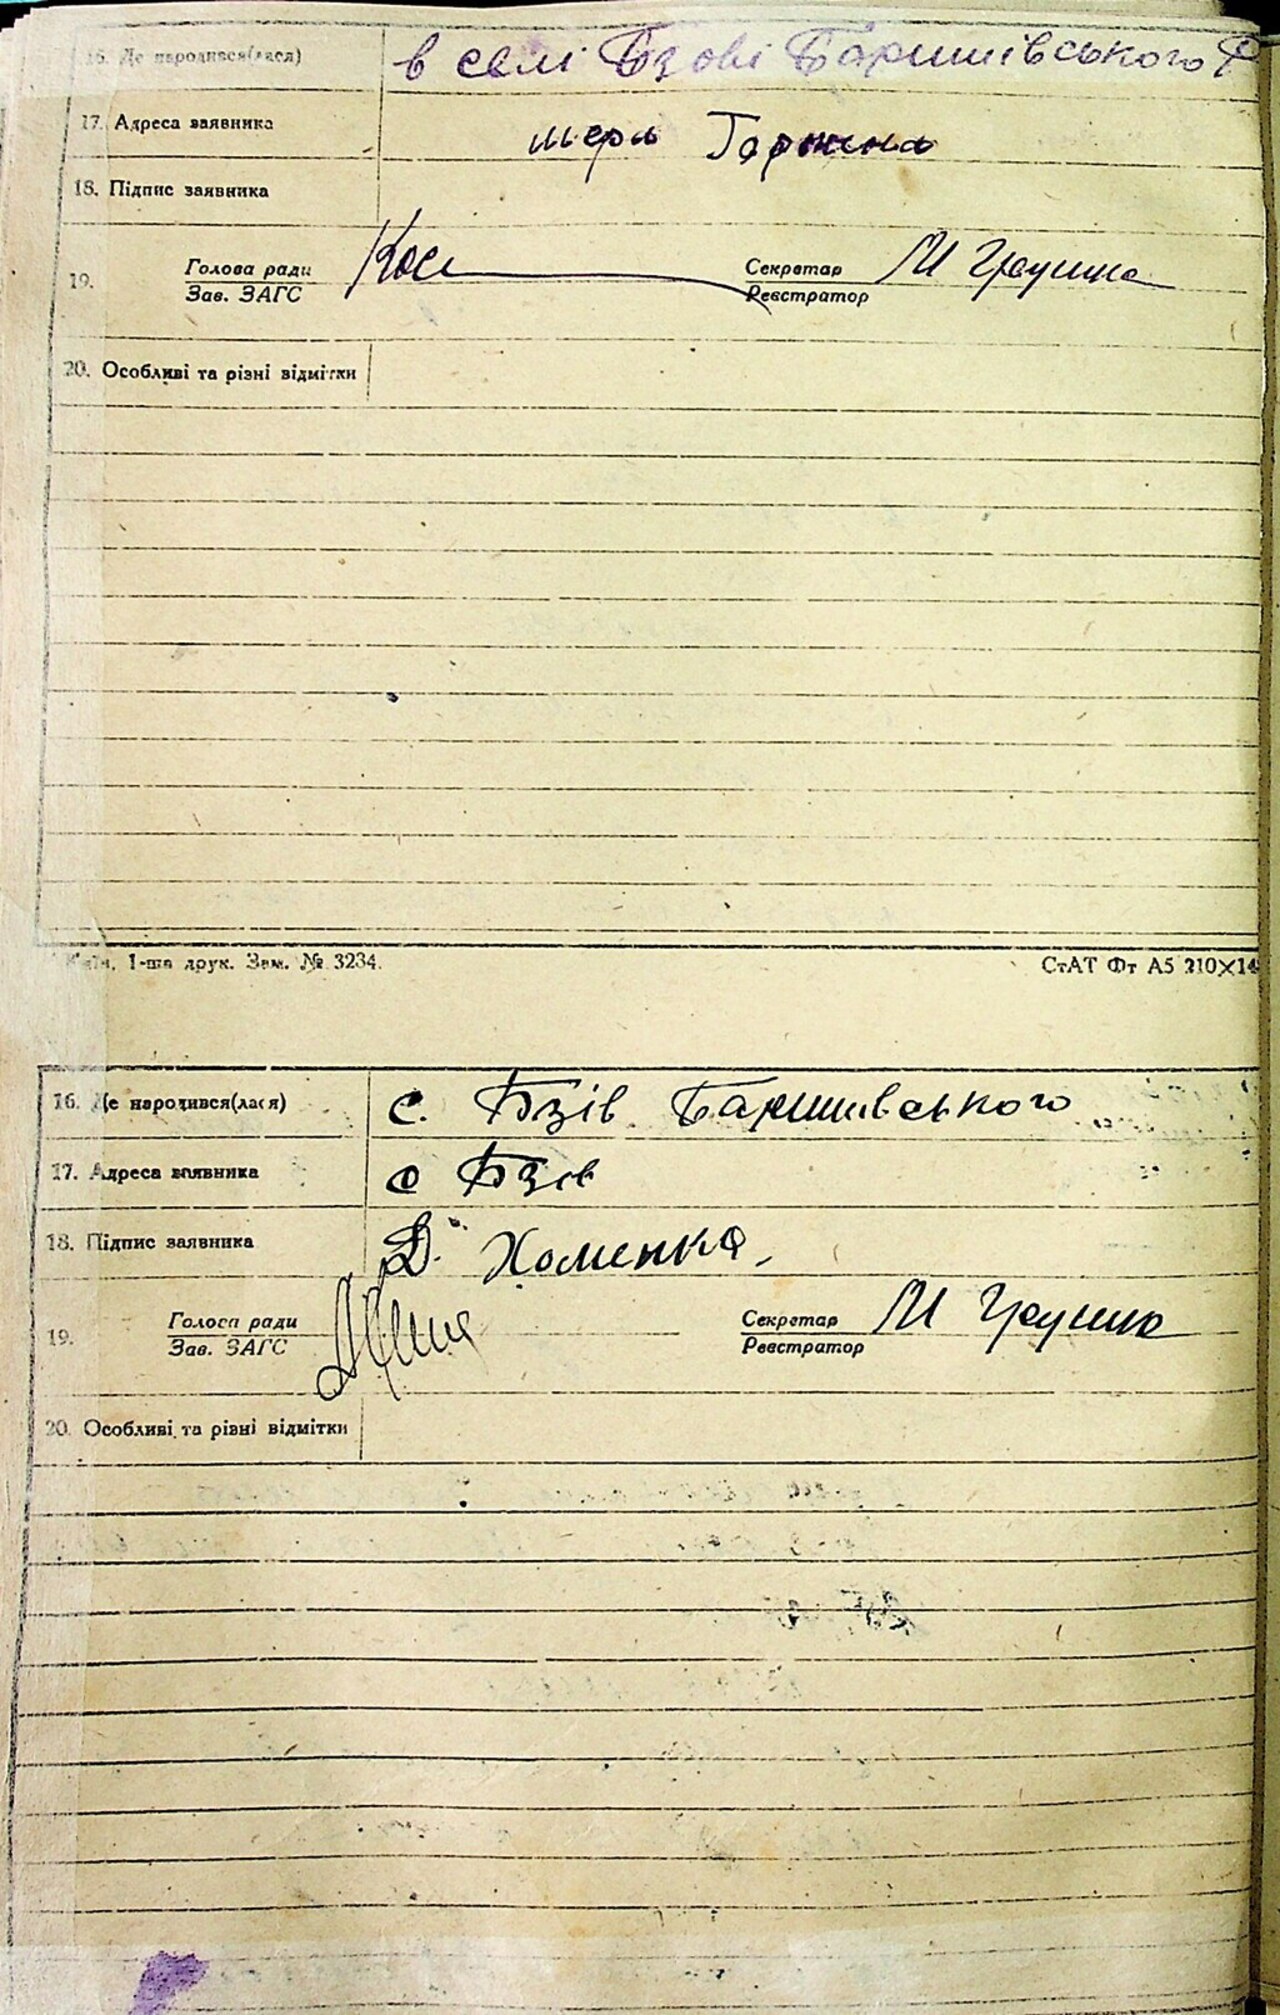 16. Де народився(лася) в селі Бзові Баришівського Р
17. Адреса заявника
18. Підпис заявника
19. Голова ради Секретар М
Зав. ЗАГС Реєстратор
20. Особливі та різні відмітки
Київ, 1-ша друк. Зам. № 3234. СтАТ Фт А5 210×14
16. Де народився(лася) с. Бзів Баришівського
17. Адреса заявника с Бзів
18. Підпис заявника Д. Хоменко
19. Голова ради Секретар М
Зав. ЗАГС Реєстратор
20. Особливі та різні відмітки